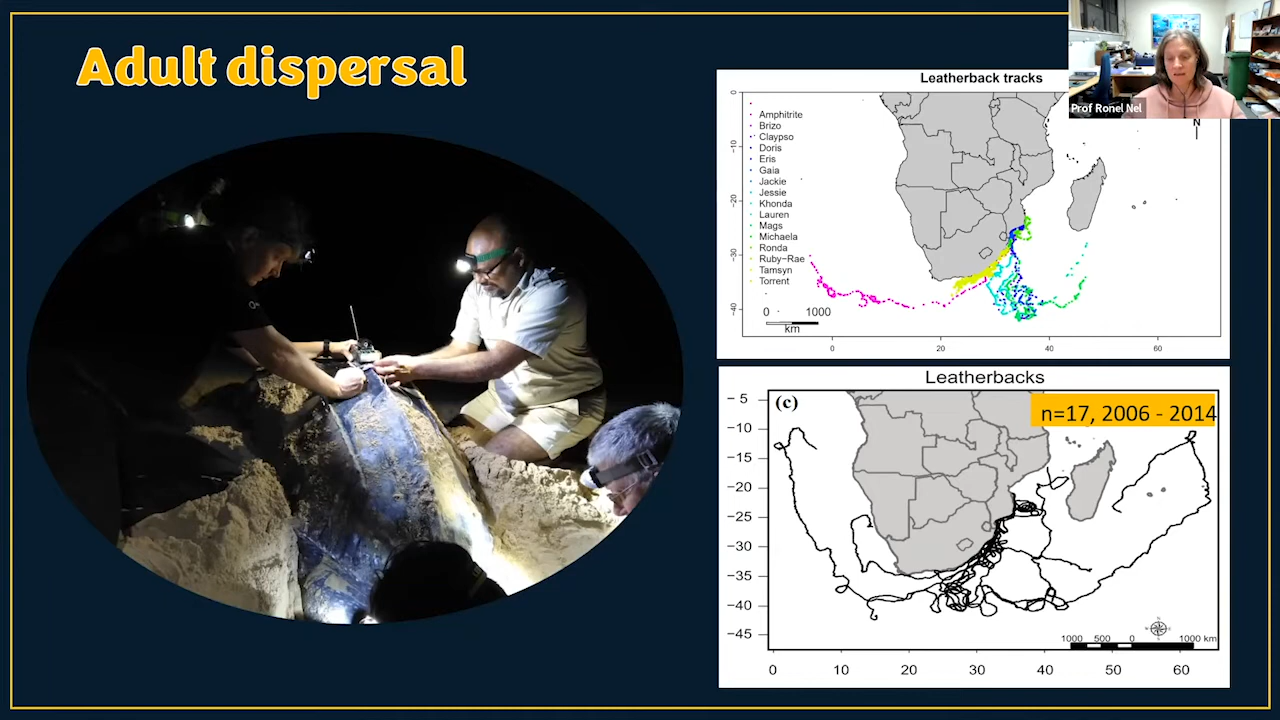 Adult dispersal
Prof Ronel Nel
Leatherback tracks
N
Amphitrite
Brizo
Claypso
Doris
Eris
Gaia
Jackie
Jessie
Khonda
Lauren
Mags
Michaela
Ronda
Ruby−Rae
Tamsyn
Torrent
0
−10
−20
−30
−40
0 1000
km
0 20 40 60
Leatherbacks
(c)
n=17, 2006 - 2014
− 5
−10
−15
−20
−25
−30
−35
−40
−45
1000 500 0 1000 km
0 10 20 30 40 50 60